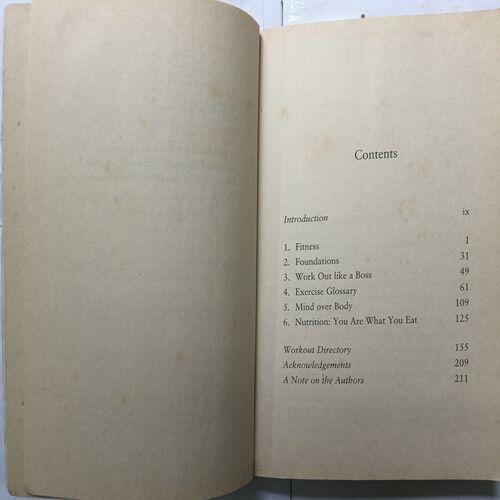 Contents
Introduction ix
1. Fitness 1
2. Foundations 31
3. Work Out like a Boss 49
4. Exercise Glossary 61
5. Mind over Body 109
6. Nutrition: You Are What You Eat 125
Workout Directory 155
Acknowledgements 209
A Note on the Authors 211